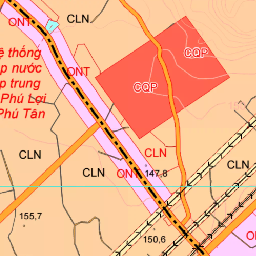 CLN
ONT
ệ thống
p nước
p trung
Phú Lợi
Phú Tân
ONT
CQP
CQP
CLN
CLN
CLN
CLN
ON
147,8
155,7
150,6
O